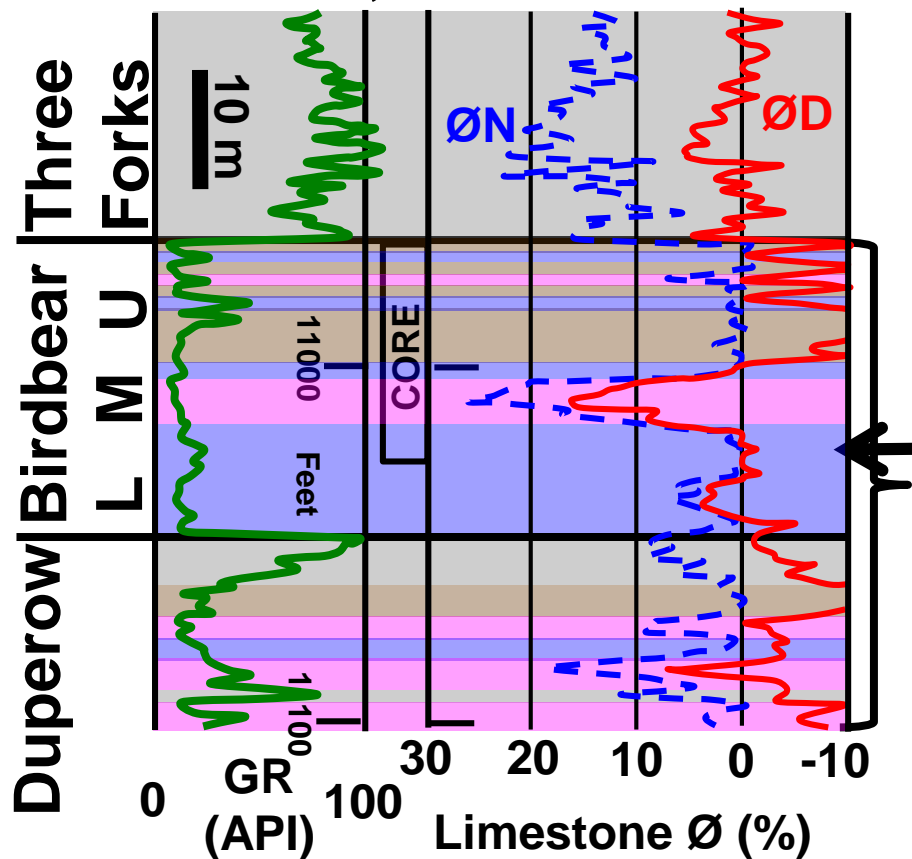 Three
Forks
Birdbear
U
M
L
Duperow
10 m
ØN
ØD
CORE
11000
Feet
11100
30
20
10
0
-10
0
GR
(API)
100
Limestone Ø (%)